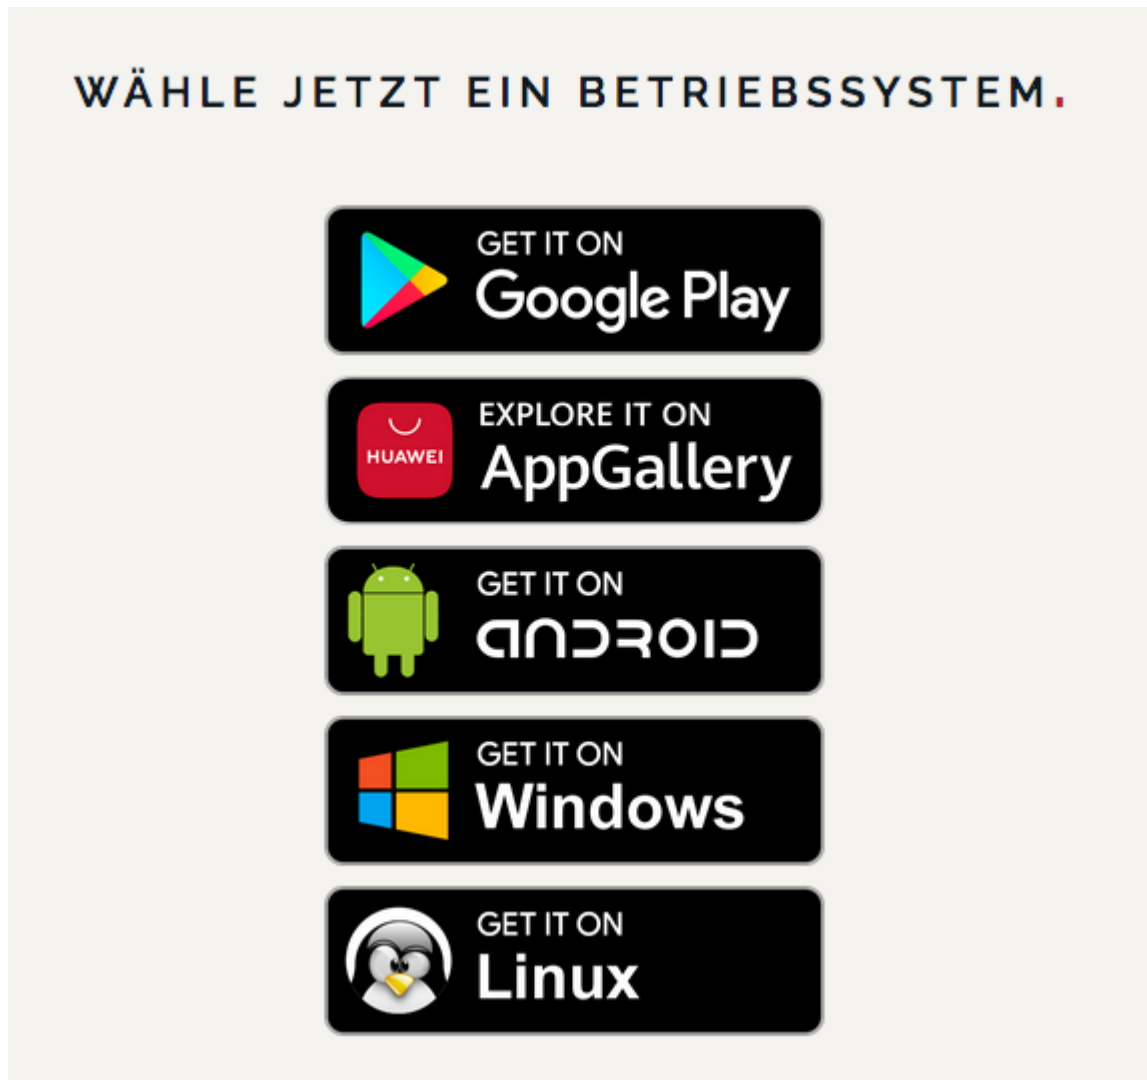 WÄHLE JETZT EIN BETRIEBSSYSTEM.
GET IT ON
Google Play
HUAWEI
EXPLORE IT ON
AppGallery
GET IT ON
ANDROID
GET IT ON
Windows
GET IT ON
Linux